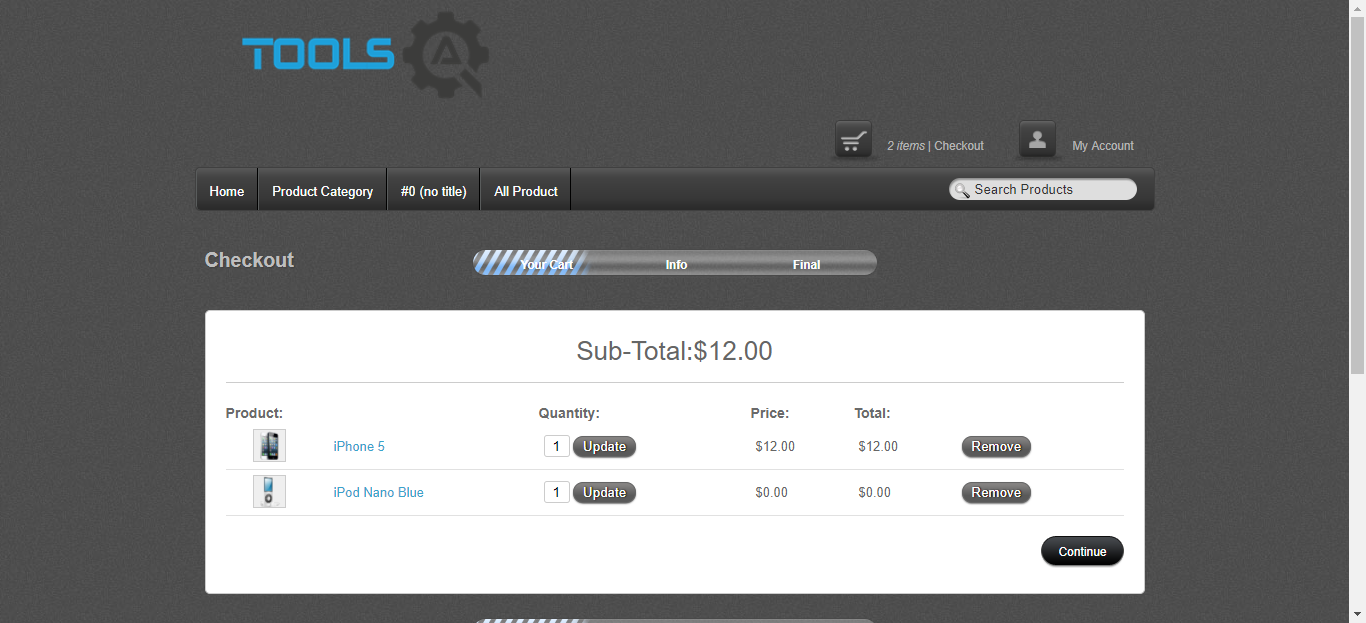 TOOLS
2 items | Checkout
My Account
Home
Product Category
#0 (no title)
All Product
Search Products
Checkout
Your Cart
Info
Final
Sub-Total:$12.00
Product:
Quantity:
Price:
Total:
iPhone 5
1
Update
$12.00
$12.00
Remove
iPod Nano Blue
1
Update
$0.00
$0.00
Remove
Continue